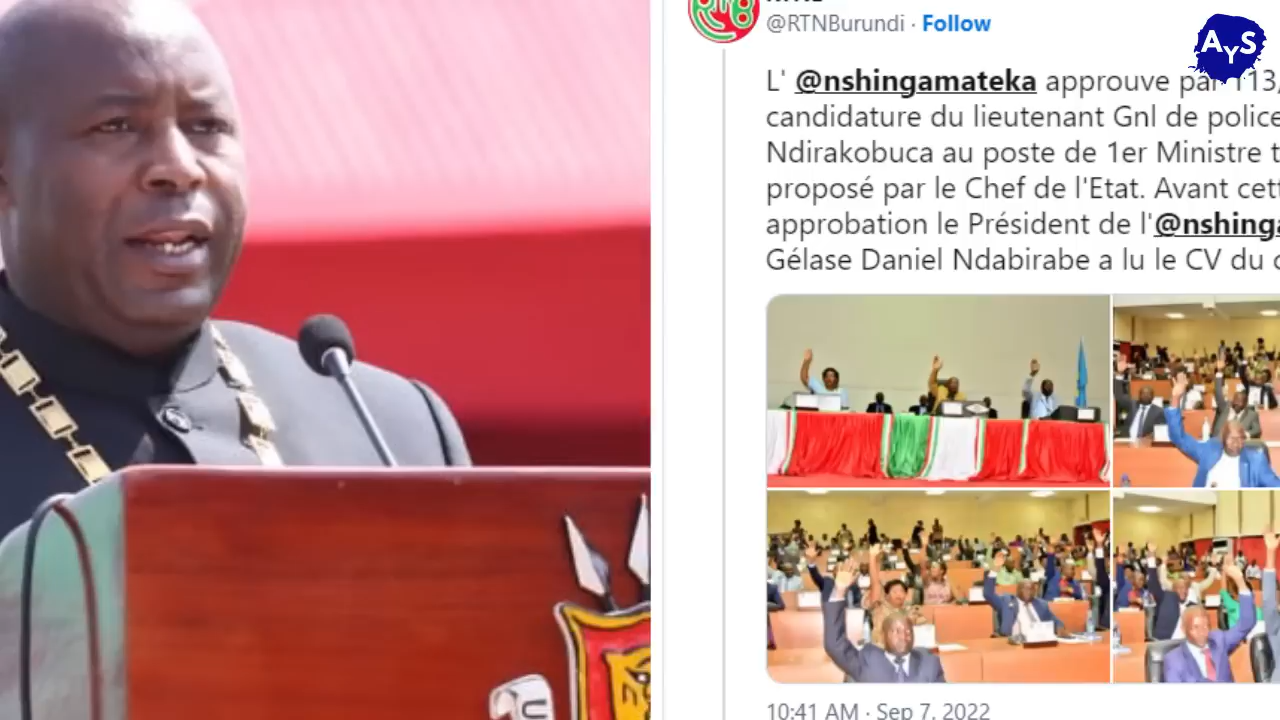 @RTNBurundi · Follow
AYS
L' @nshingamateka approuve par 113,
candidature du lieutenant Gnl de police
Ndirakobuca au poste de 1er Ministre t
proposé par le Chef de l'Etat. Avant cett
approbation le Président de l'@nshinga
Gélase Daniel Ndabirabe a lu le CV du c
10:41 AM · Sep 7, 2022
U